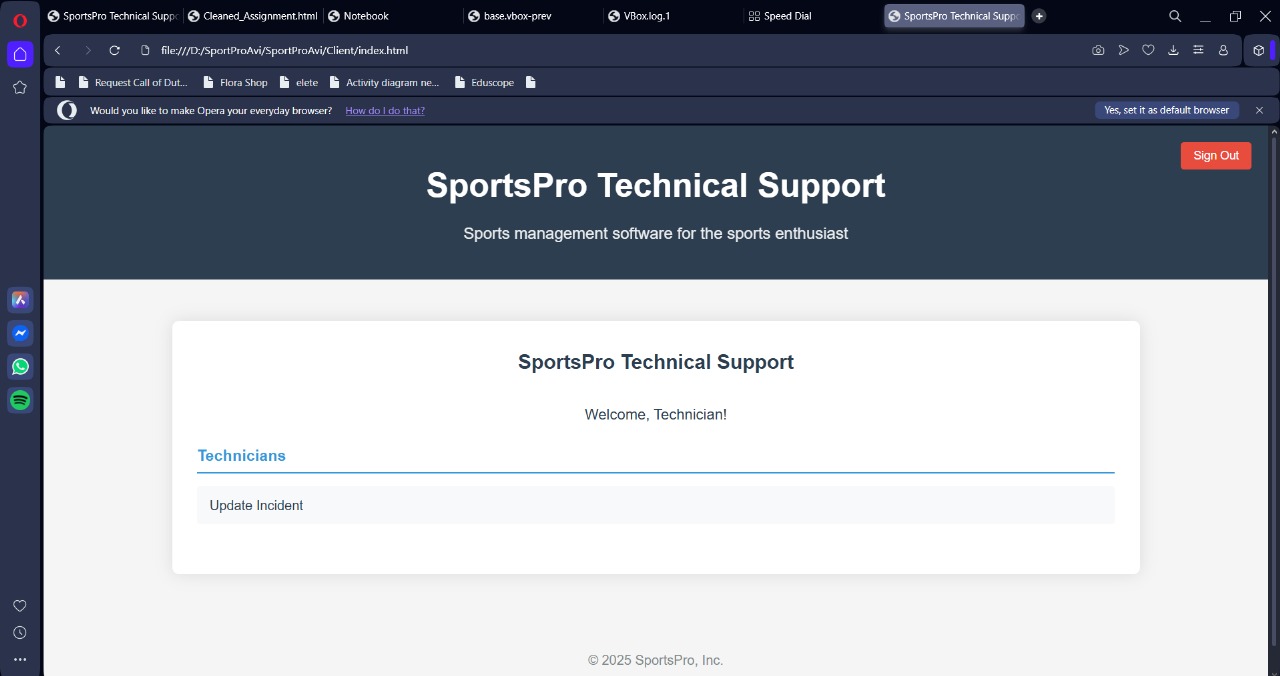 SportsPro Technical Supp
Cleaned_Assignment.html
Notebook
base.vbox-prev
VBox.log.1
Speed Dial
SportsPro Technical Supp
file:///D:/SportProAvi/SportProAvi/Client/index.html
Request Call of Dut...
Flora Shop
elete
Activity diagram ne...
Eduscope
Would you like to make Opera your everyday browser?
How do I do that?
Yes, set it as default browser
Sign Out
SportsPro Technical Support
Sports management software for the sports enthusiast
SportsPro Technical Support
Welcome, Technician!
Technicians
Update Incident
© 2025 SportsPro, Inc.